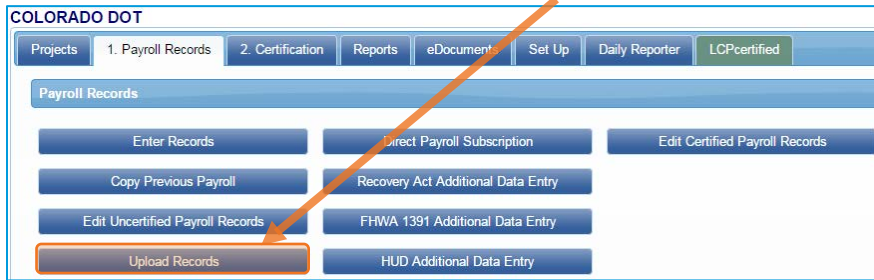 COLORADO DOT
Projects 1. Payroll Records 2. Certification Reports eDocuments Set Up Daily Reporter LCPcertified
Payroll Records
Enter Records Direct Payroll Subscription Edit Certified Payroll Records
Copy Previous Payroll Recovery Act Additional Data Entry
Edit Uncertified Payroll Records FHWA 1391 Additional Data Entry
Upload Records HUD Additional Data Entry